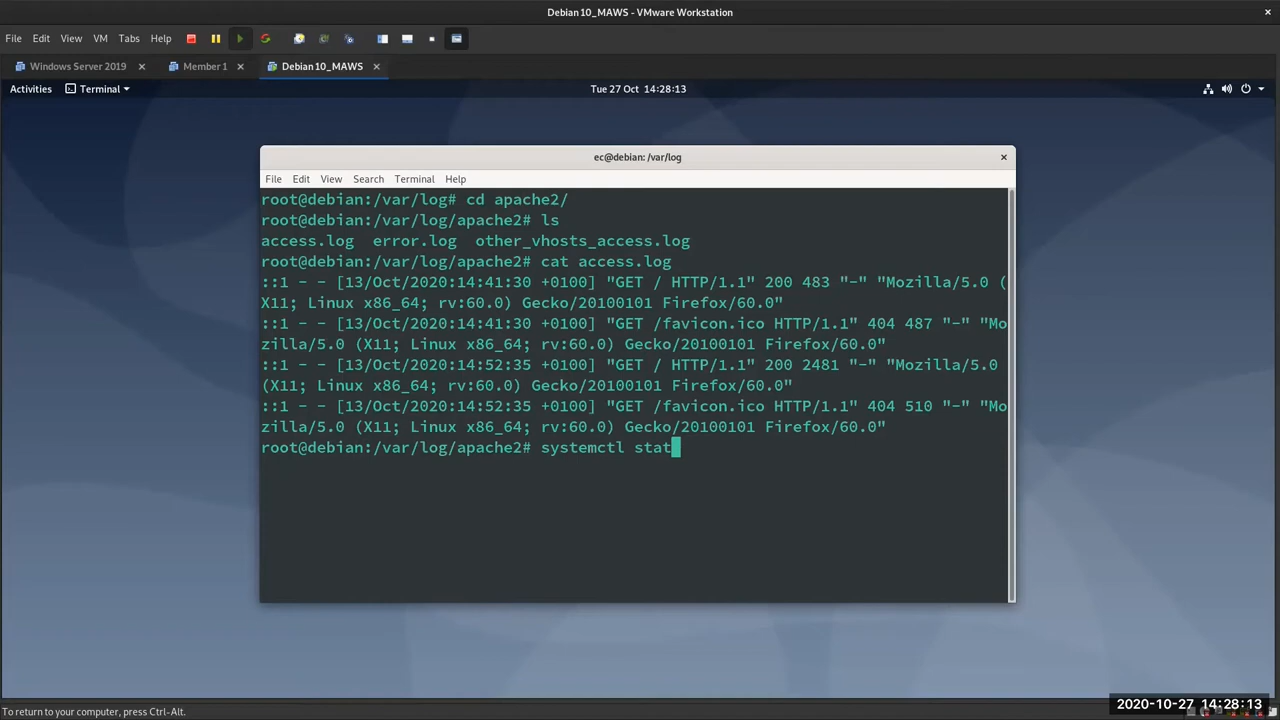 Debian10_MAWS - VMware Workstation
File Edit View VM Tabs Help
Windows Server 2019 Member 1 Debian10_MAWS
Activities Terminal Tue 27 Oct 14:28:13
ec@debian: /var/log
File Edit View Search Terminal Help
root@debian:/var/log# cd apache2/
root@debian:/var/log/apache2# ls
access.log error.log other_vhosts_access.log
root@debian:/var/log/apache2# cat access.log
::1 - - [13/Oct/2020:14:41:30 +0100] "GET / HTTP/1.1" 200 483 "-" "Mozilla/5.0 (
X11; Linux x86_64; rv:60.0) Gecko/20100101 Firefox/60.0"
::1 - - [13/Oct/2020:14:41:30 +0100] "GET /favicon.ico HTTP/1.1" 404 487 "-" "Mo
zilla/5.0 (X11; Linux x86_64; rv:60.0) Gecko/20100101 Firefox/60.0"
::1 - - [13/Oct/2020:14:52:35 +0100] "GET / HTTP/1.1" 200 2481 "-" "Mozilla/5.0
(X11; Linux x86_64; rv:60.0) Gecko/20100101 Firefox/60.0"
::1 - - [13/Oct/2020:14:52:35 +0100] "GET /favicon.ico HTTP/1.1" 404 510 "-" "Mo
zilla/5.0 (X11; Linux x86_64; rv:60.0) Gecko/20100101 Firefox/60.0"
root@debian:/var/log/apache2# systemctl stat
To return to your computer, press Ctrl-Alt.
2020-10-27 14:28:13